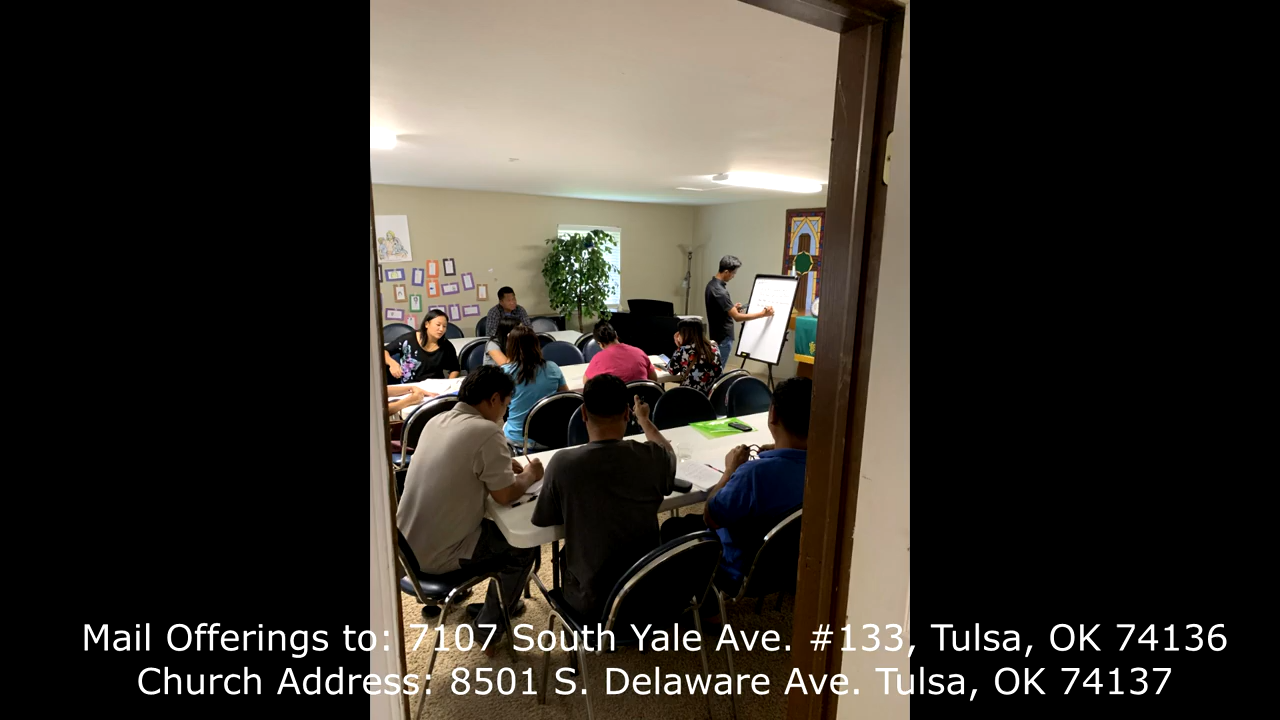 Mail Offerings to: 7107 South Yale Ave. #133, Tulsa, OK 74136
Church Address: 8501 S. Delaware Ave. Tulsa, OK 74137